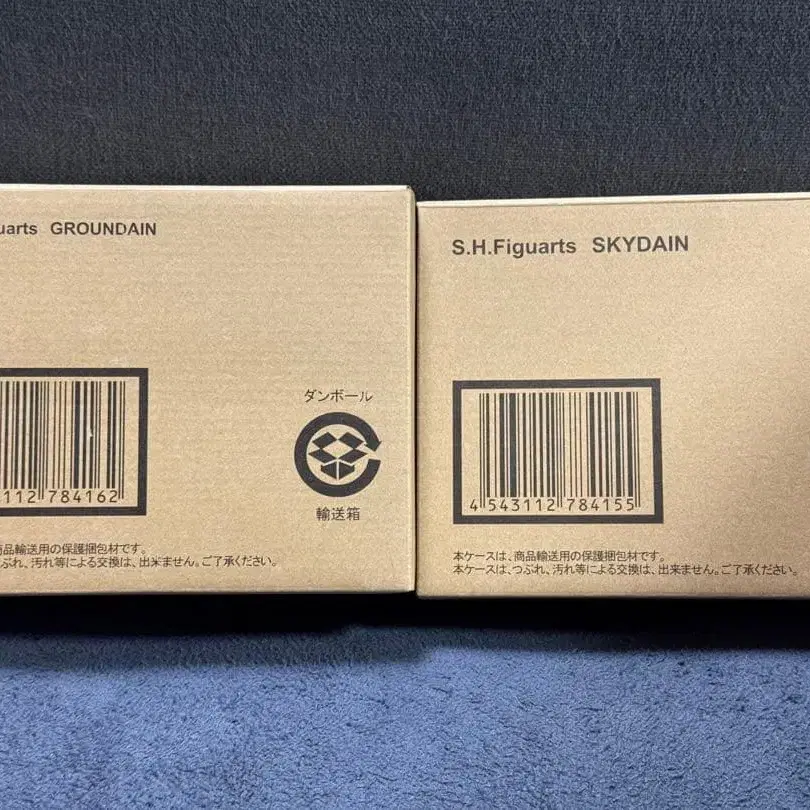 uarts GROUNDAIN
112 784162
ダンボール
輸送箱
商品輸送用の保護梱包材です。
つぶれ、汚れ等による交換は、出来ません。ご了承ください。
S.H.Figuarts SKYDAIN
4 543112 784155
本ケースは、商品輸送用の保護梱包材です。
本ケースは、つぶれ、汚れ等による交換は、出来ません。ご了承ください。